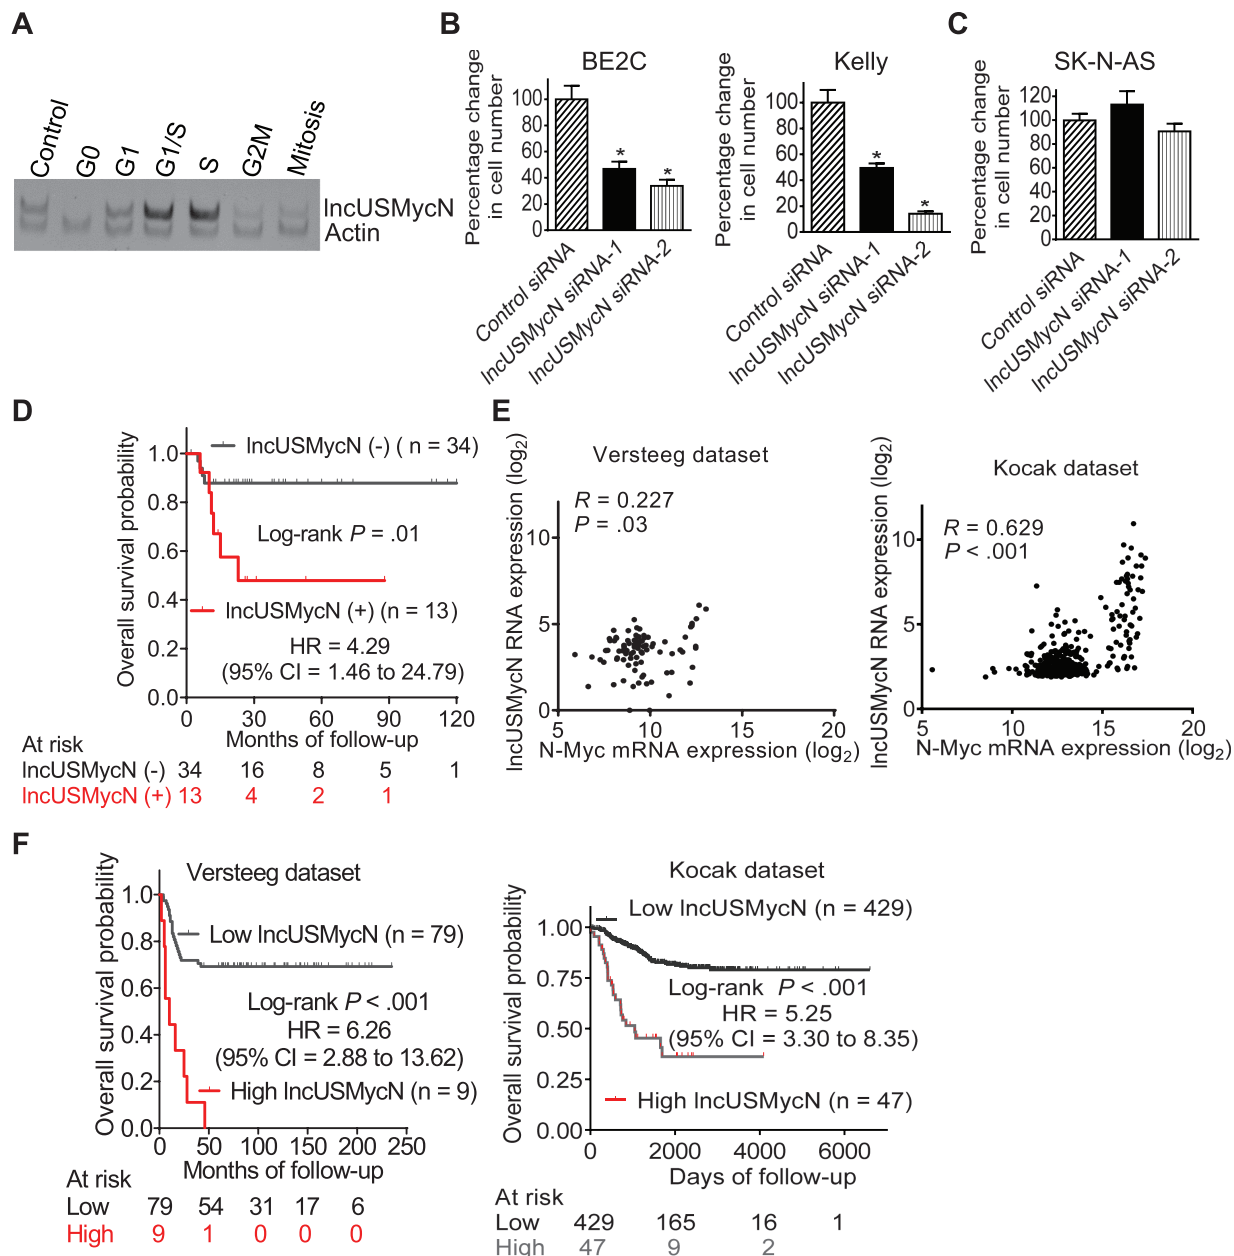 A
Control
G0
G1
G1/S
S
G2M
Mitosis
lncUSMycN
Actin
B
BE2C
Percentage change
in cell number
100
80
60
40
20
0
Control siRNA
lncUSMycN siRNA-1
lncUSMycN siRNA-2
*
*
Kelly
Percentage change
in cell number
100
80
60
40
20
0
Control siRNA
lncUSMycN siRNA-1
lncUSMycN siRNA-2
*
*
C
SK-N-AS
Percentage change
in cell number
120
100
80
60
40
20
0
Control siRNA
lncUSMycN siRNA-1
lncUSMycN siRNA-2
D
Overall survival probability
1.0
0.8
0.6
0.4
0.2
0.0
lncUSMycN (-) ( n = 34)
Log-rank P = .01
lncUSMycN (+) (n = 13)
HR = 4.29
(95% CI = 1.46 to 24.79)
0 30 60 90 120
Months of follow-up
At risk
lncUSMycN (-) 34 16 8 5 1
lncUSMycN (+) 13 4 2 1
E
lncUSMycN RNA expression (log2)
Versteeg dataset
R = 0.227
P = .03
10
5
0
5 10 15 20
N-Myc mRNA expression (log2)
lncUSMycN RNA expression (log2)
Kocak dataset
R = 0.629
P < .001
10
5
0
10 15 20
5
N-Myc mRNA expression (log2)
F
Overall survival probability
Versteeg dataset
1.0
0.8
0.6
0.4
0.2
0.0
Low lncUSMycN (n = 79)
Log-rank P < .001
HR = 6.26
(95% CI = 2.88 to 13.62)
High lncUSMycN (n = 9)
0 50 100 150 200 250
Months of follow-up
At risk
Low 79 54 31 17 6
High 9 1 0 0 0
Overall survival probability
Kocak dataset
1.00
0.75
0.50
0.25
0.00
Low lncUSMycN (n = 429)
Log-rank P < .001
HR = 5.25
(95% CI = 3.30 to 8.35)
High lncUSMycN (n = 47)
0 2000 4000 6000
Days of follow-up
At risk
Low 429 165 16 1
High 47 9 2